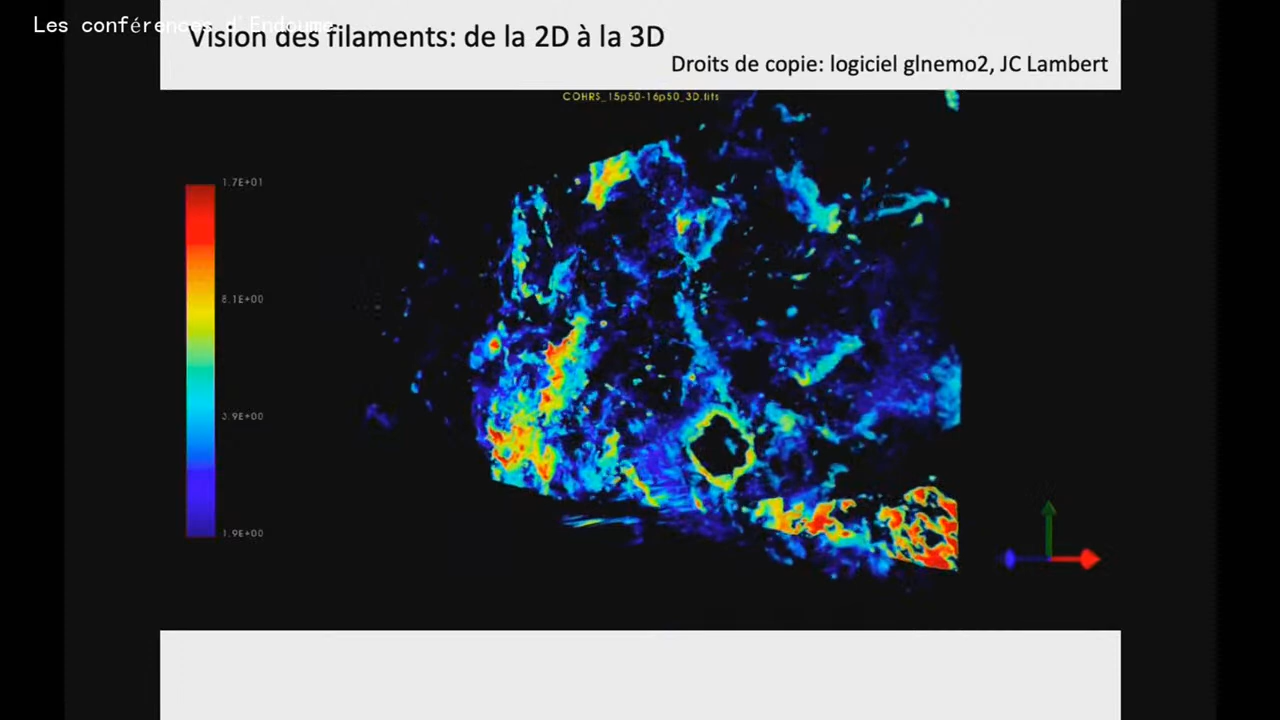 Les conférences d'Endoume
Vision des filaments: de la 2D à la 3D
Droits de copie: logiciel glnemo2, JC Lambert
COHRS_15p50-16p50_3D.fits
1.7E+01
8.1E+00
3.9E+00
1.9E+00